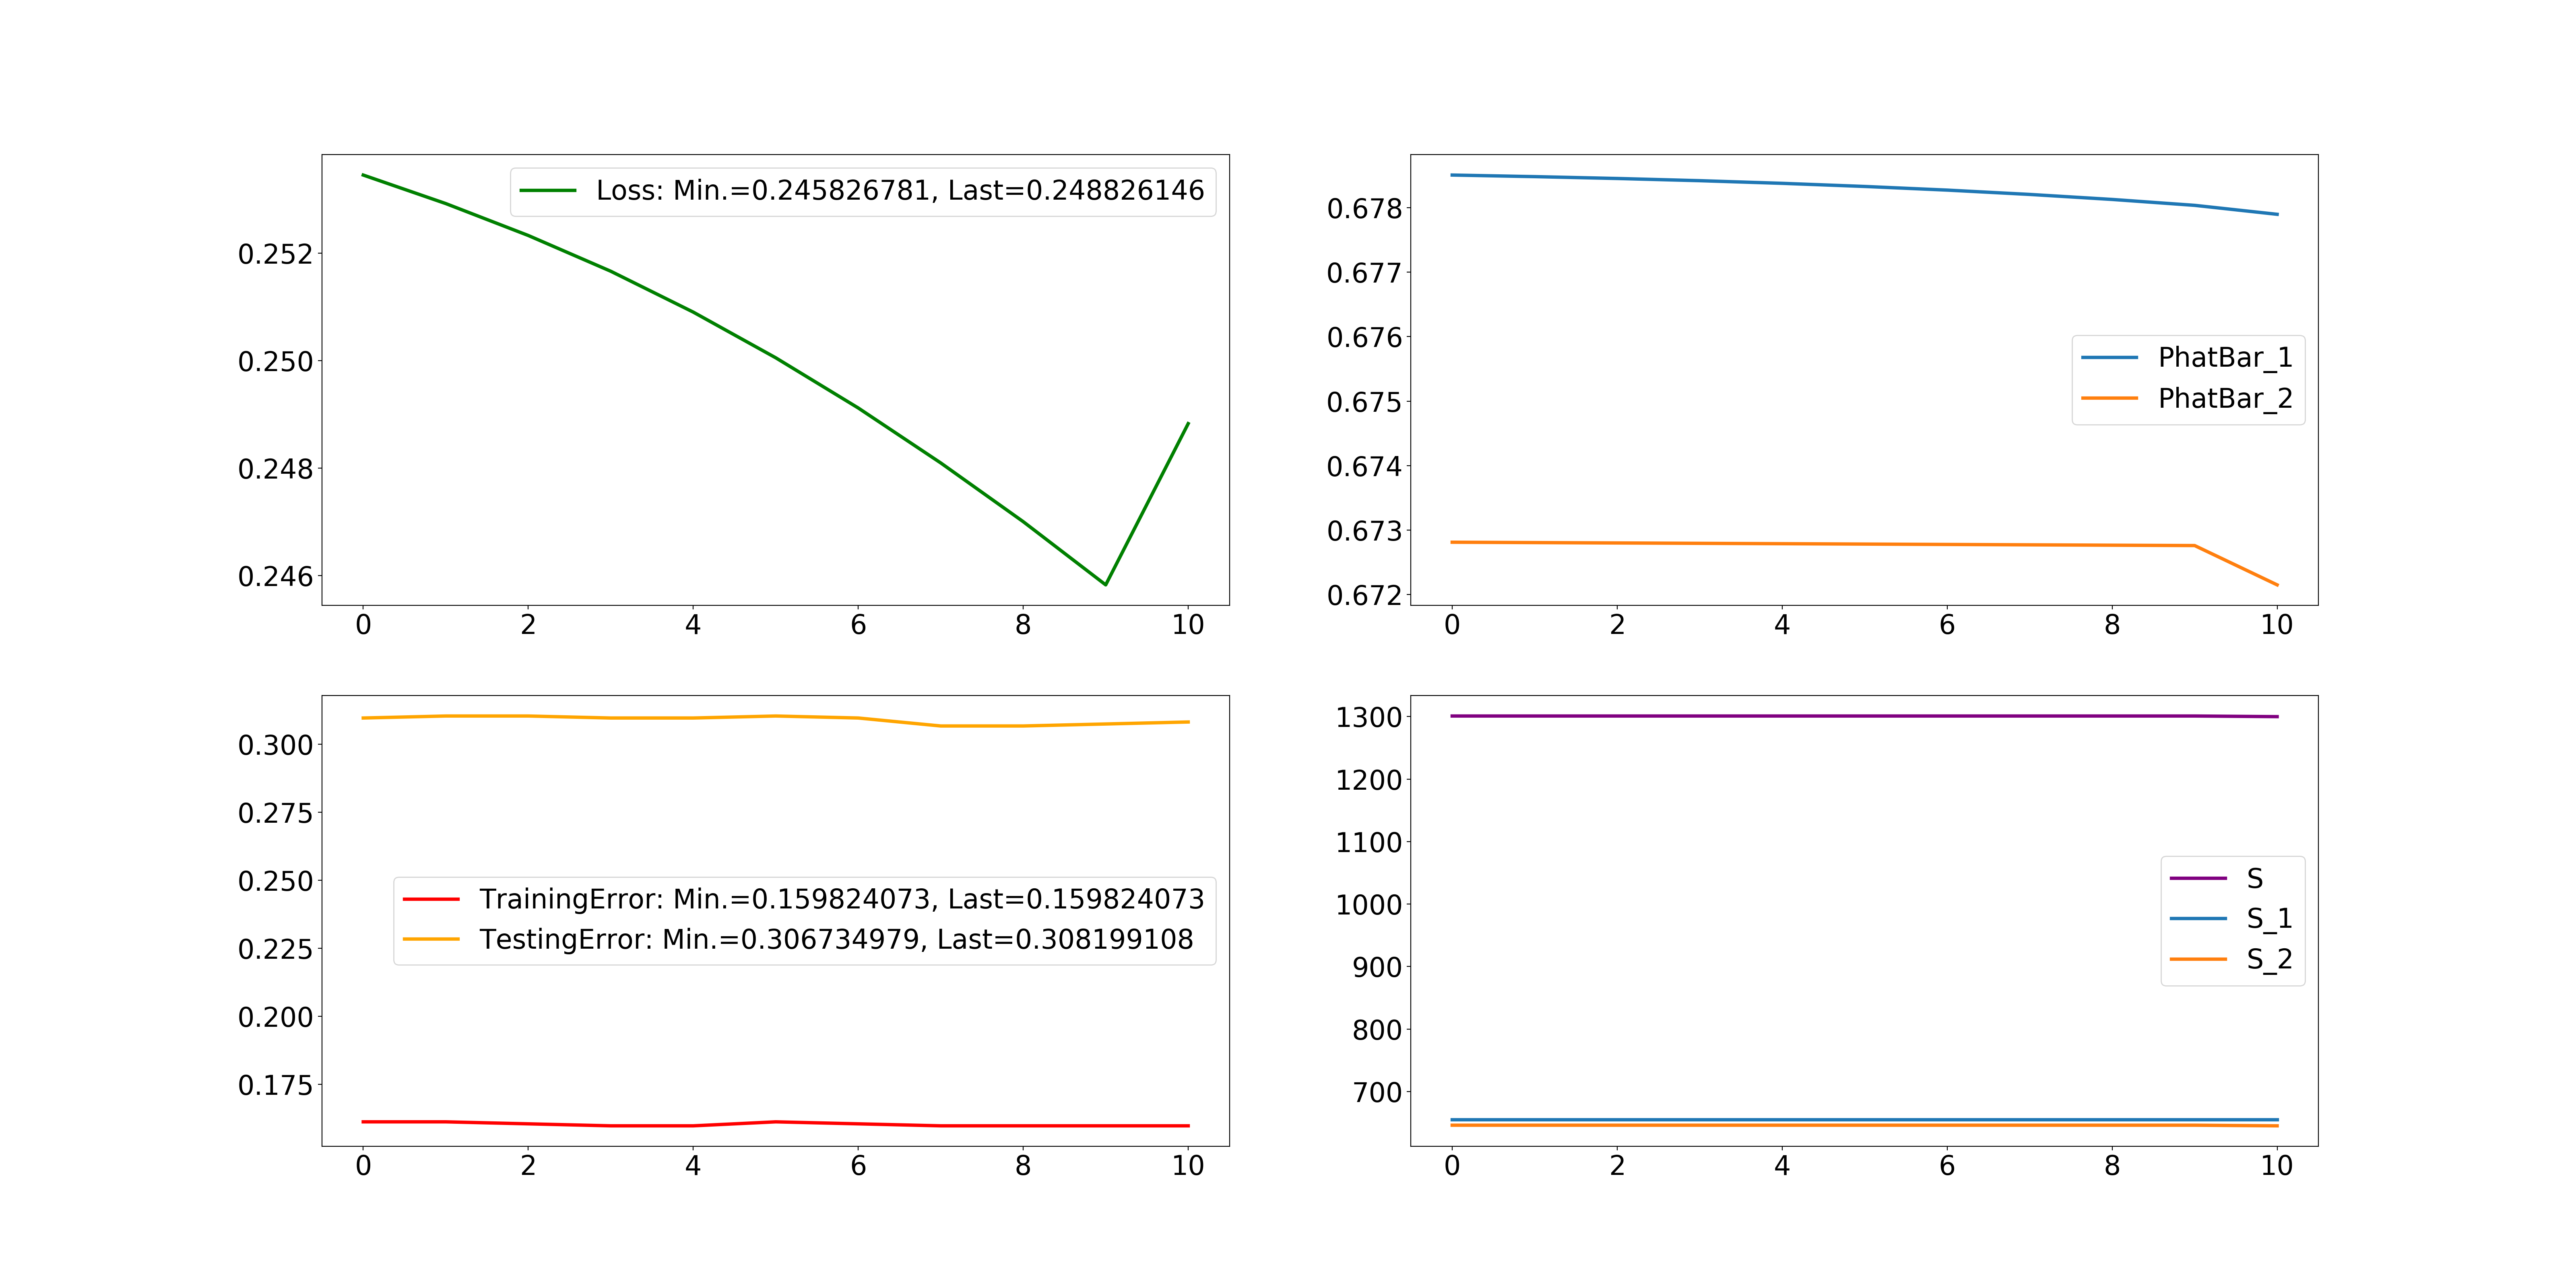 Loss: Min.=0.245826781, Last=0.248826146
0.252
0.250
0.248
0.246
0 2 4 6 8 10
0.678
0.677
0.676
0.675
0.674
0.673
0.672
PhatBar_1
PhatBar_2
0 2 4 6 8 10
0.300
0.275
0.250
0.225
0.200
0.175
TrainingError: Min.=0.159824073, Last=0.159824073
TestingError: Min.=0.306734979, Last=0.308199108
0 2 4 6 8 10
1300
1200
1100
1000
900
800
700
S
S_1
S_2
0 2 4 6 8 10